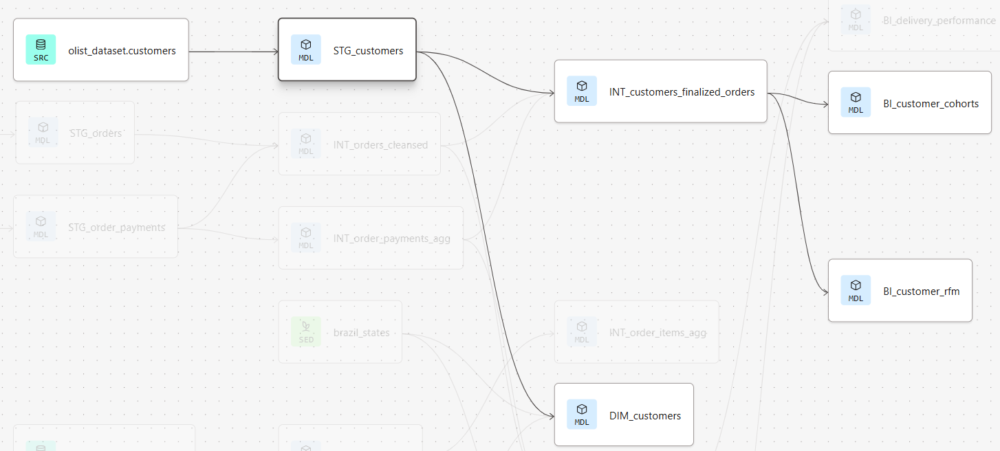 SRC
olist_dataset.customers
MDL
STG_customers
MDL
INT_customers_finalized_orders
MDL
BI_delivery_performance
MDL
BI_customer_cohorts
MDL
STG_orders
MDL
INT_orders_cleansed
MDL
STG_order_payments
MDL
INT_order_payments_agg
MDL
BI_customer_rfm
SED
brazil_states
MDL
INT_order_items_agg
MDL
DIM_customers